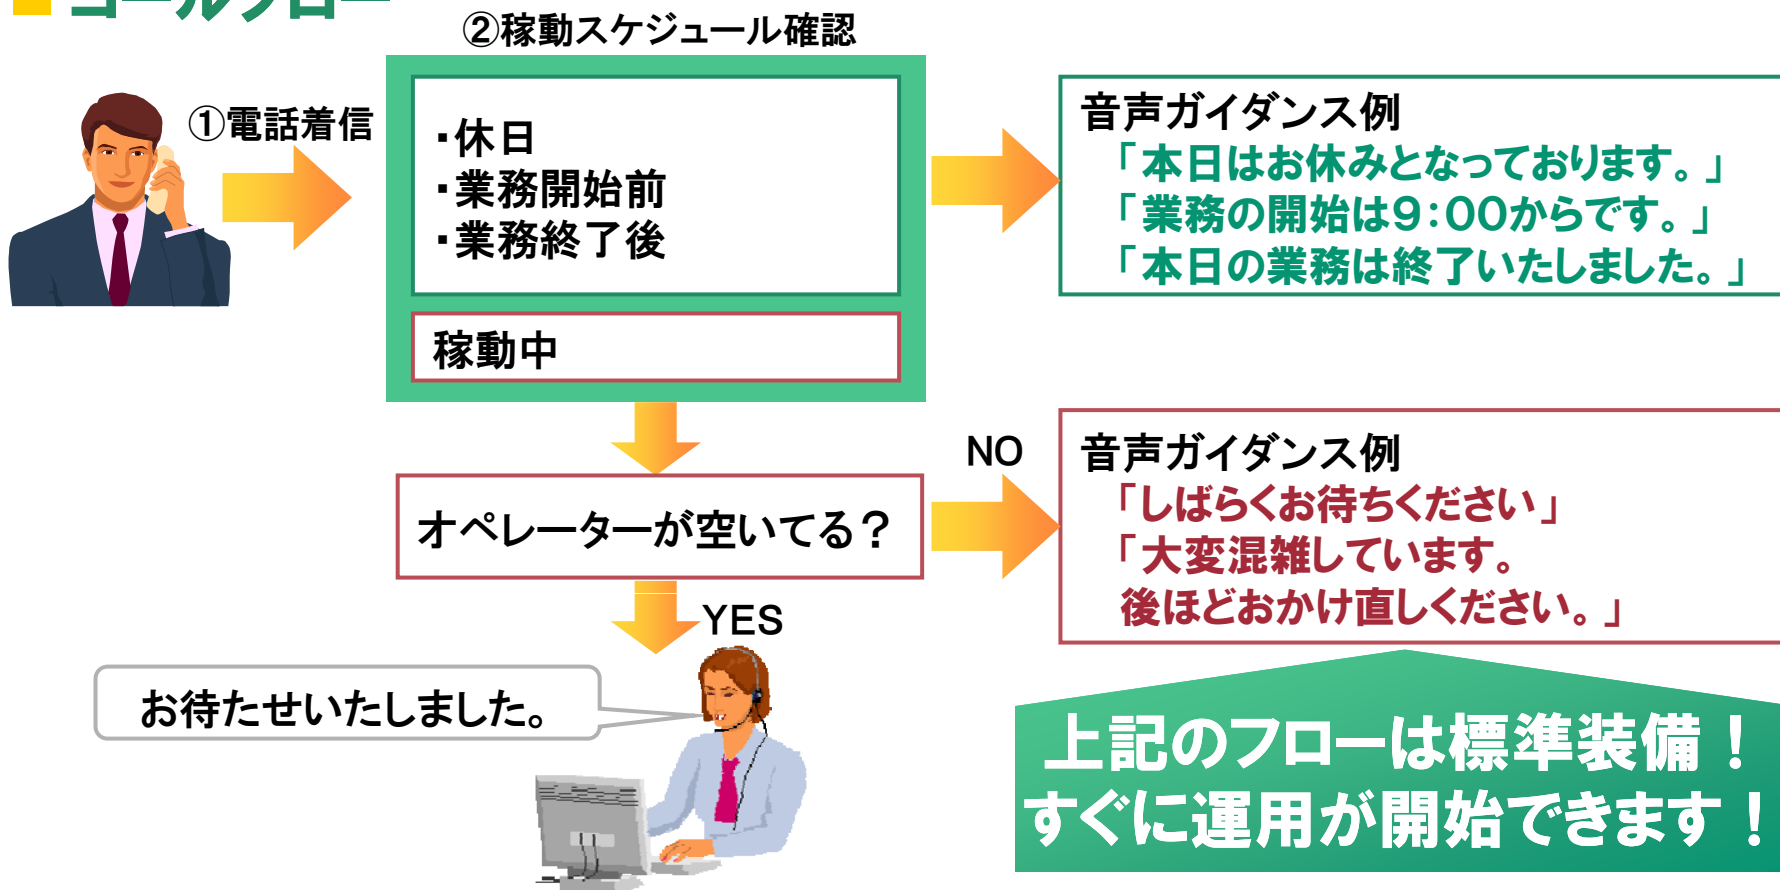 コールフロー
②稼動スケジュール確認
①電話着信
・休日
・業務開始前
・業務終了後
稼動中
音声ガイダンス例
「本日はお休みとなっております。」
「業務の開始は9：00からです。」
「本日の業務は終了いたしました。」
オペレーターが空いてる？
NO
音声ガイダンス例
「しばらくお待ちください」
「大変混雑しています。
後ほどおかけ直しください。」
YES
お待たせいたしました。
上記のフローは標準装備！
すぐに運用が開始できます！